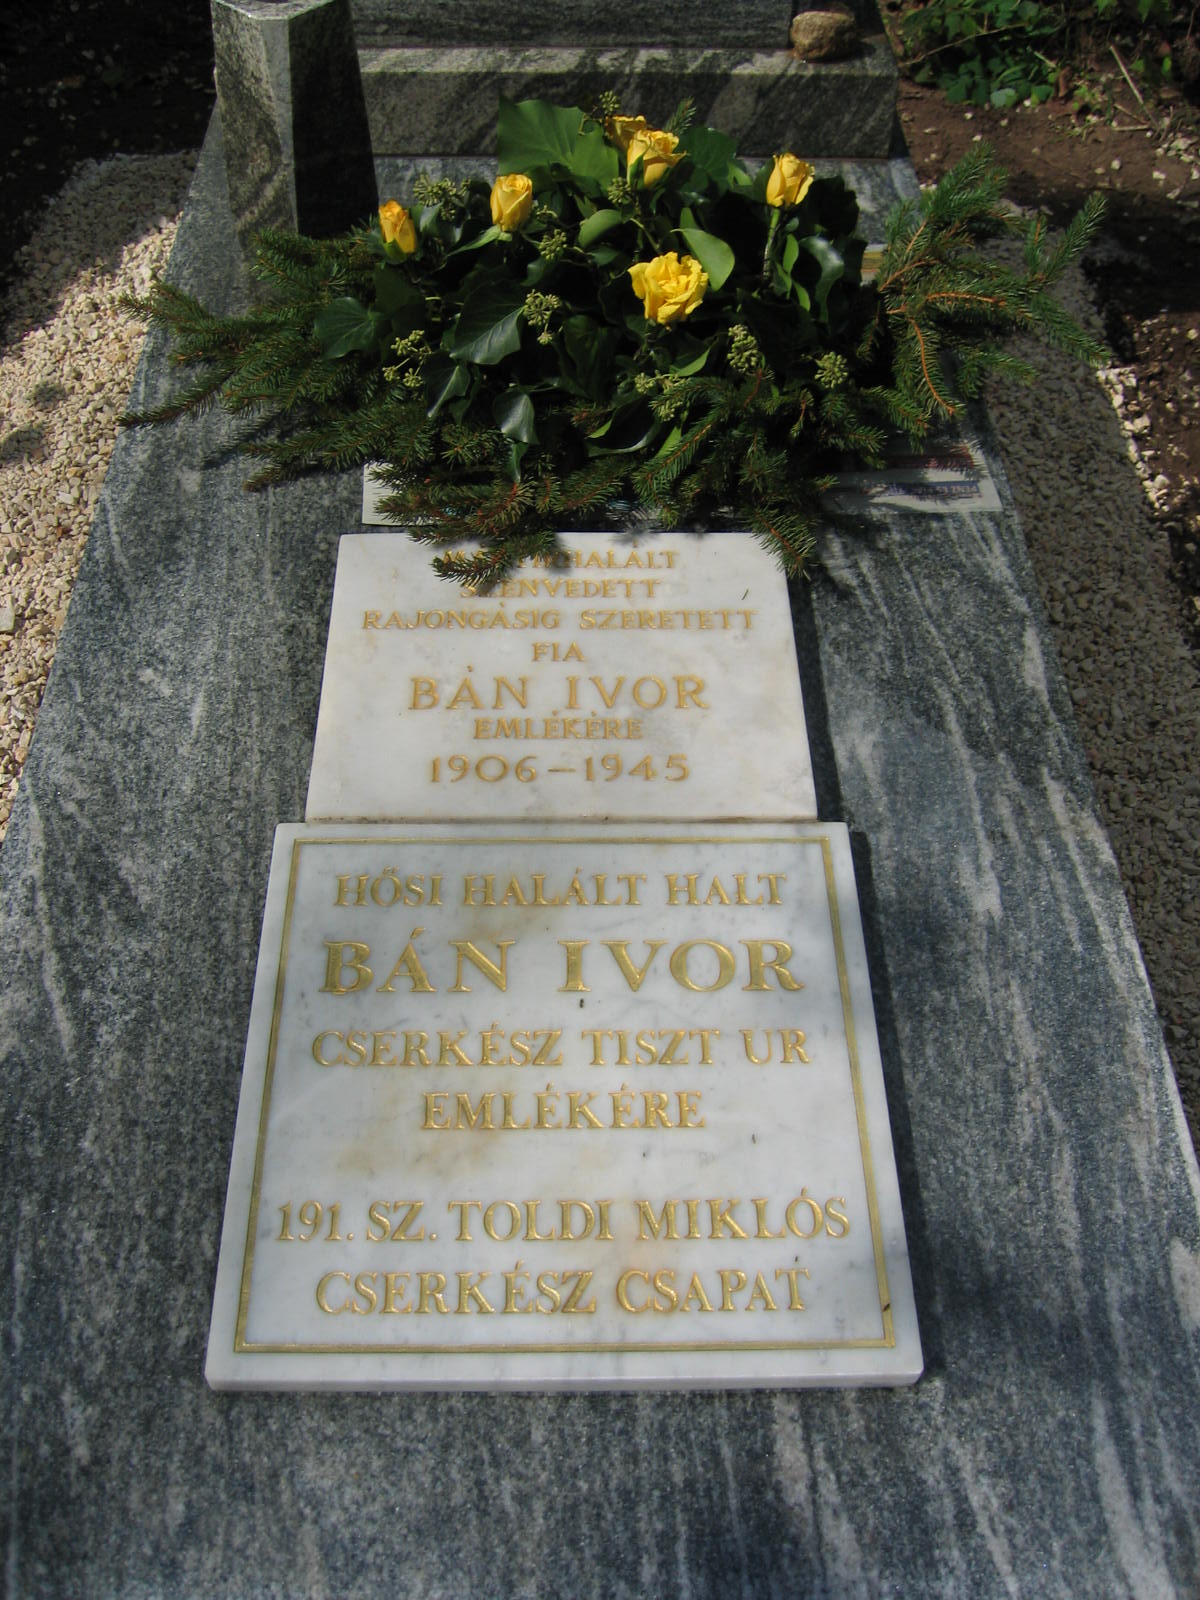 HALÁLT
SZENVEDETT
RAJONGÁSIG SZERETETT
FIA
BÁN IVOR
EMLÉKÉRE
1906–1945
HŐSI HALÁLT HALT
BÁN IVOR
CSERKÉSZ TISZT UR
EMLÉKÉRE
191. SZ. TOLDI MIKLÓS
CSERKÉSZ CSAPAT